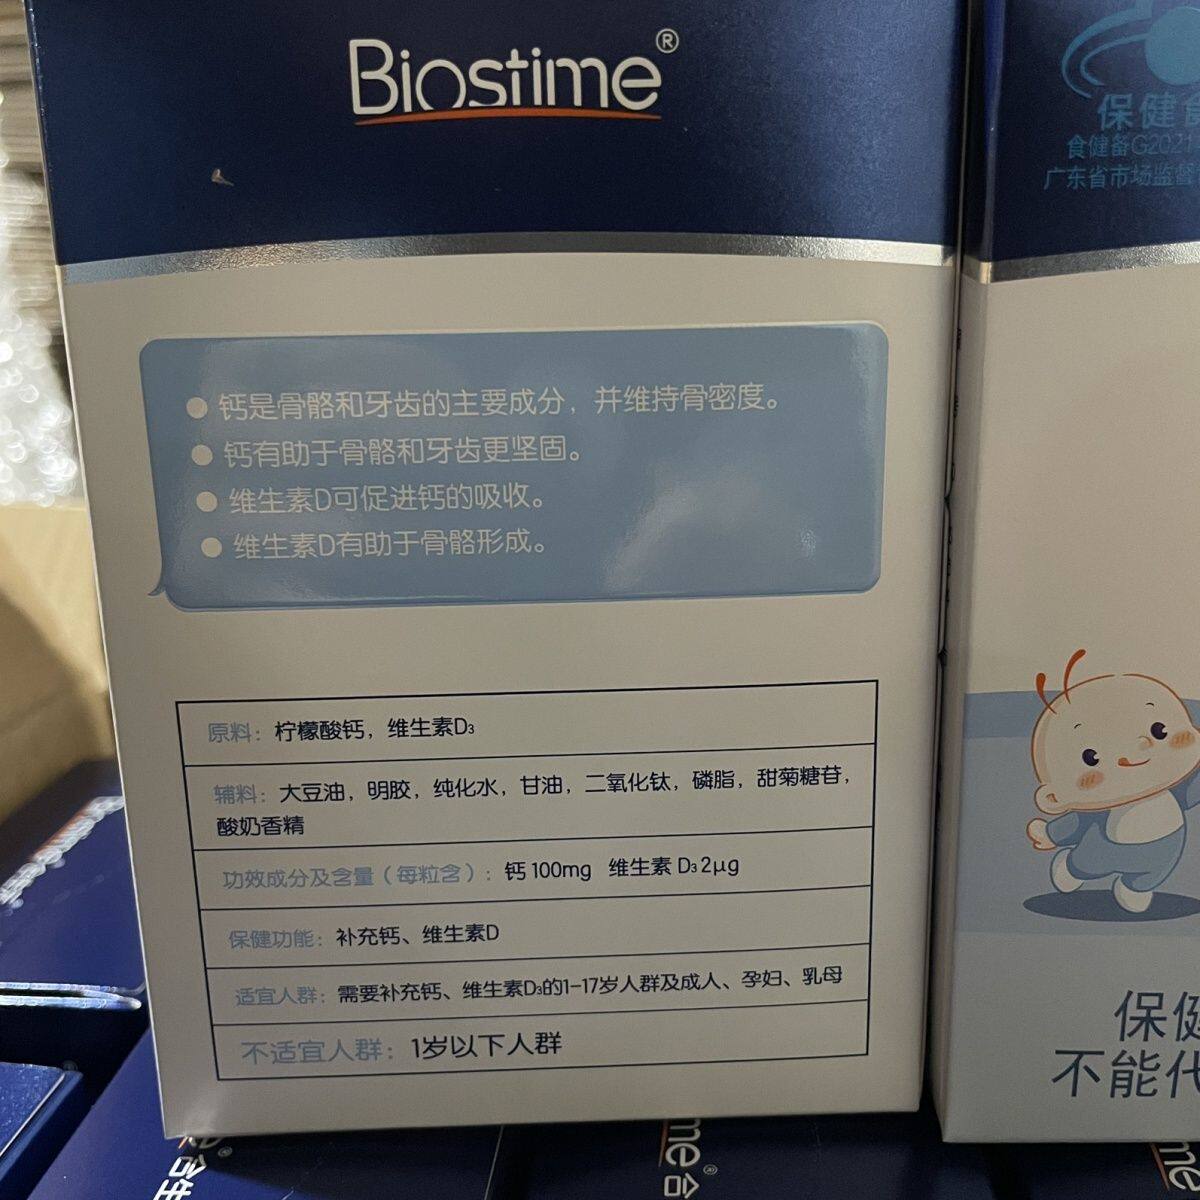 Biostime®
钙是骨骼和牙齿的主要成分，并维持骨密度。
钙有助于骨骼和牙齿更坚固。
维生素D可促进钙的吸收。
维生素D有助于骨骼形成。
原料：柠檬酸钙，维生素D3
辅料：大豆油，明胶，纯化水，甘油，二氧化钛，磷脂，甜菊糖苷，
酸奶香精
功效成分及含量（每粒含）：钙 100mg 维生素 D3 2μg
保健功能：补充钙、维生素D
适宜人群：需要补充钙、维生素D3的1-17岁人群及成人、孕妇、乳母
不适宜人群：1岁以下人群
保健
食健备G2021
广东省市场监督
保健
不能代
合生
me®合
me